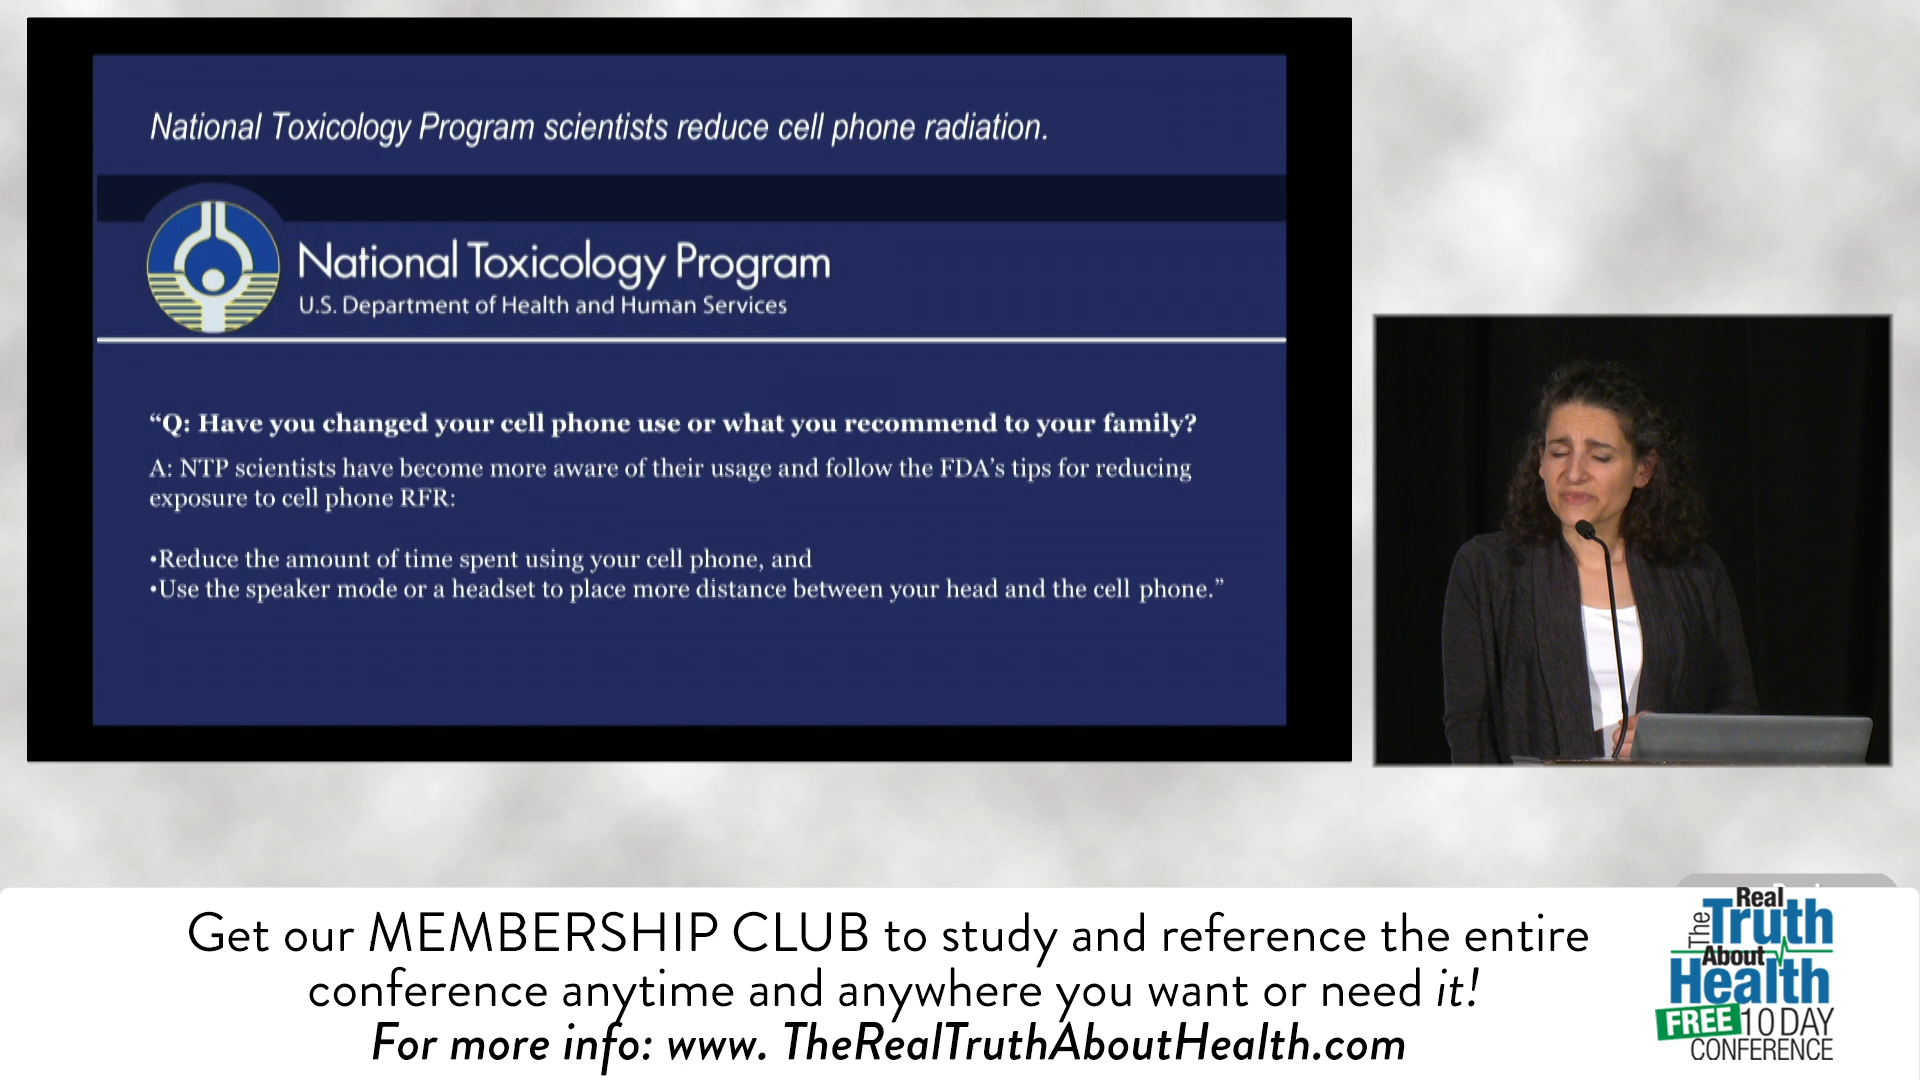 National Toxicology Program scientists reduce cell phone radiation.
National Toxicology Program
U.S. Department of Health and Human Services
“Q: Have you changed your cell phone use or what you recommend to your family?
A: NTP scientists have become more aware of their usage and follow the FDA’s tips for reducing
exposure to cell phone RFR:
•Reduce the amount of time spent using your cell phone, and
•Use the speaker mode or a headset to place more distance between your head and the cell phone.”
Get our MEMBERSHIP CLUB to study and reference the entire
conference anytime and anywhere you want or need it!
For more info: www. TheRealTruthAboutHealth.com
The Real
Truth
About
Health
FREE 10 DAY
CONFERENCE